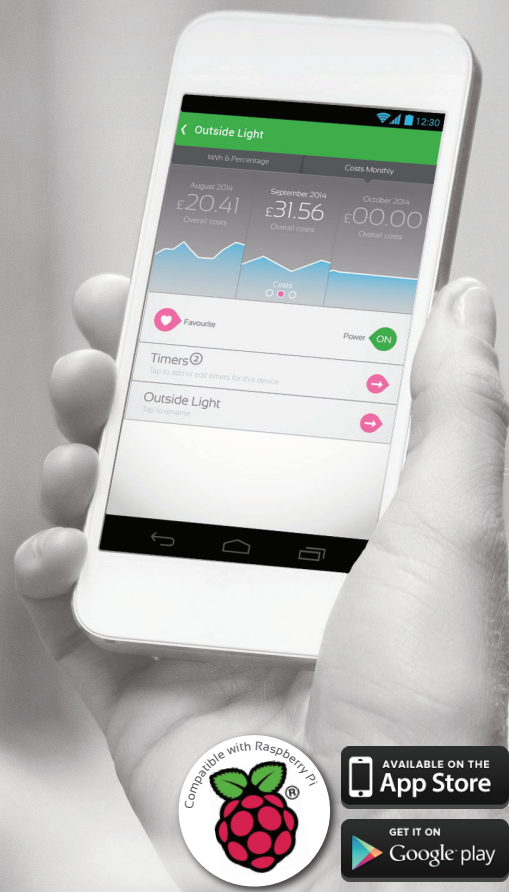 12:30
Outside Light
kWh & Percentage
Costs Monthly
August 2014
£20.41
Overall costs
September 2014
£31.56
Overall costs
October 2014
£00.00
Overall costs
Costs
Favourite
Power
ON
Timers 2
Tap to add or edit timers for this device
Outside Light
Tap to rename
Compatible with Raspberry Pi
®
AVAILABLE ON THE
App Store
GET IT ON
Google play